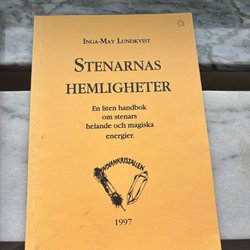 INGA-MAY LUNDKVIST
STENARNAS
HEMLIGHETER
En liten handbok
om stenars
helande och magiska
energier.
1997